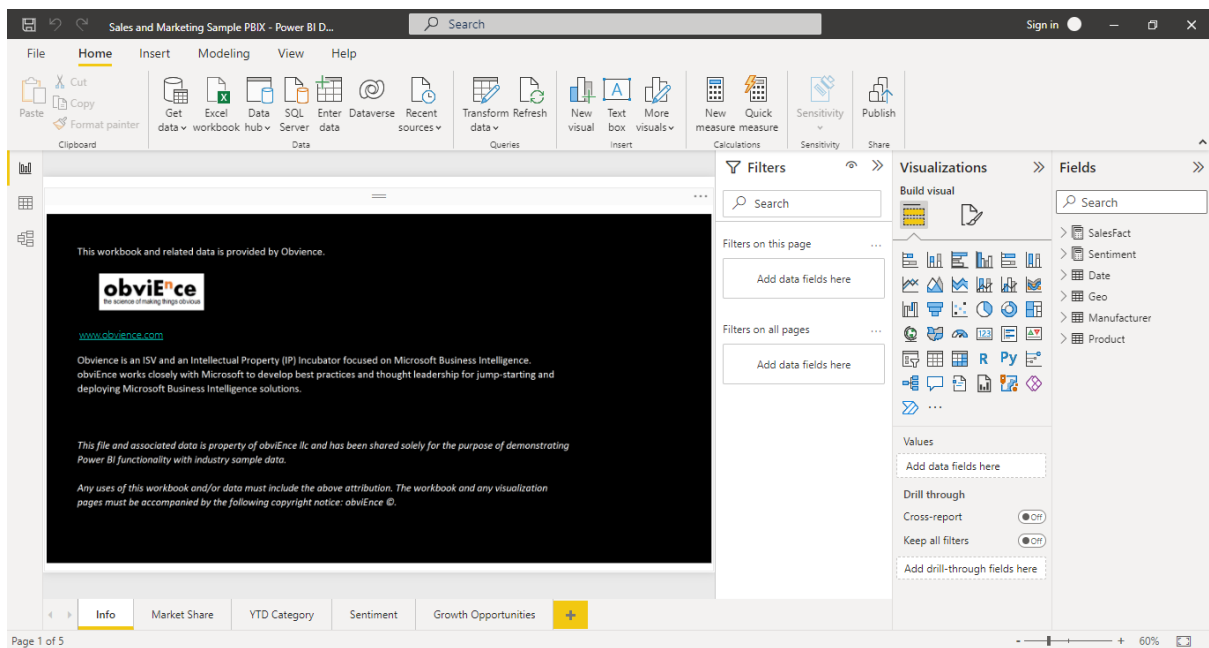 Sales and Marketing Sample PBIX - Power BI D...
Search
Sign in
File Home Insert Modeling View Help
Paste
Cut
Copy
Format painter
Clipboard
Get data
Excel workbook
Data hub
SQL Server
Enter data
Dataverse
Recent sources
Data
Transform data
Refresh
Queries
New visual
Text box
More visuals
Insert
New measure
Quick measure
Calculations
Sensitivity
Sensitivity
Publish
Share
This workbook and related data is provided by Obvience.
obviEnce
the science of making things obvious
www.obvience.com
Obvience is an ISV and an Intellectual Property (IP) Incubator focused on Microsoft Business Intelligence.
obviEnce works closely with Microsoft to develop best practices and thought leadership for jump-starting and
deploying Microsoft Business Intelligence solutions.
This file and associated data is property of obviEnce llc and has been shared solely for the purpose of demonstrating
Power BI functionality with industry sample data.
Any uses of this workbook and/or data must include the above attribution. The workbook and any visualization
pages must be accompanied by the following copyright notice: obviEnce ©.
Filters
Search
Filters on this page ...
Add data fields here
Filters on all pages ...
Add data fields here
Visualizations
Build visual
123
R Py
...
Values
Add data fields here
Drill through
Cross-report Off
Keep all filters Off
Add drill-through fields here
Fields
Search
SalesFact
Sentiment
Date
Geo
Manufacturer
Product
Info Market Share YTD Category Sentiment Growth Opportunities +
Page 1 of 5
- + 60%